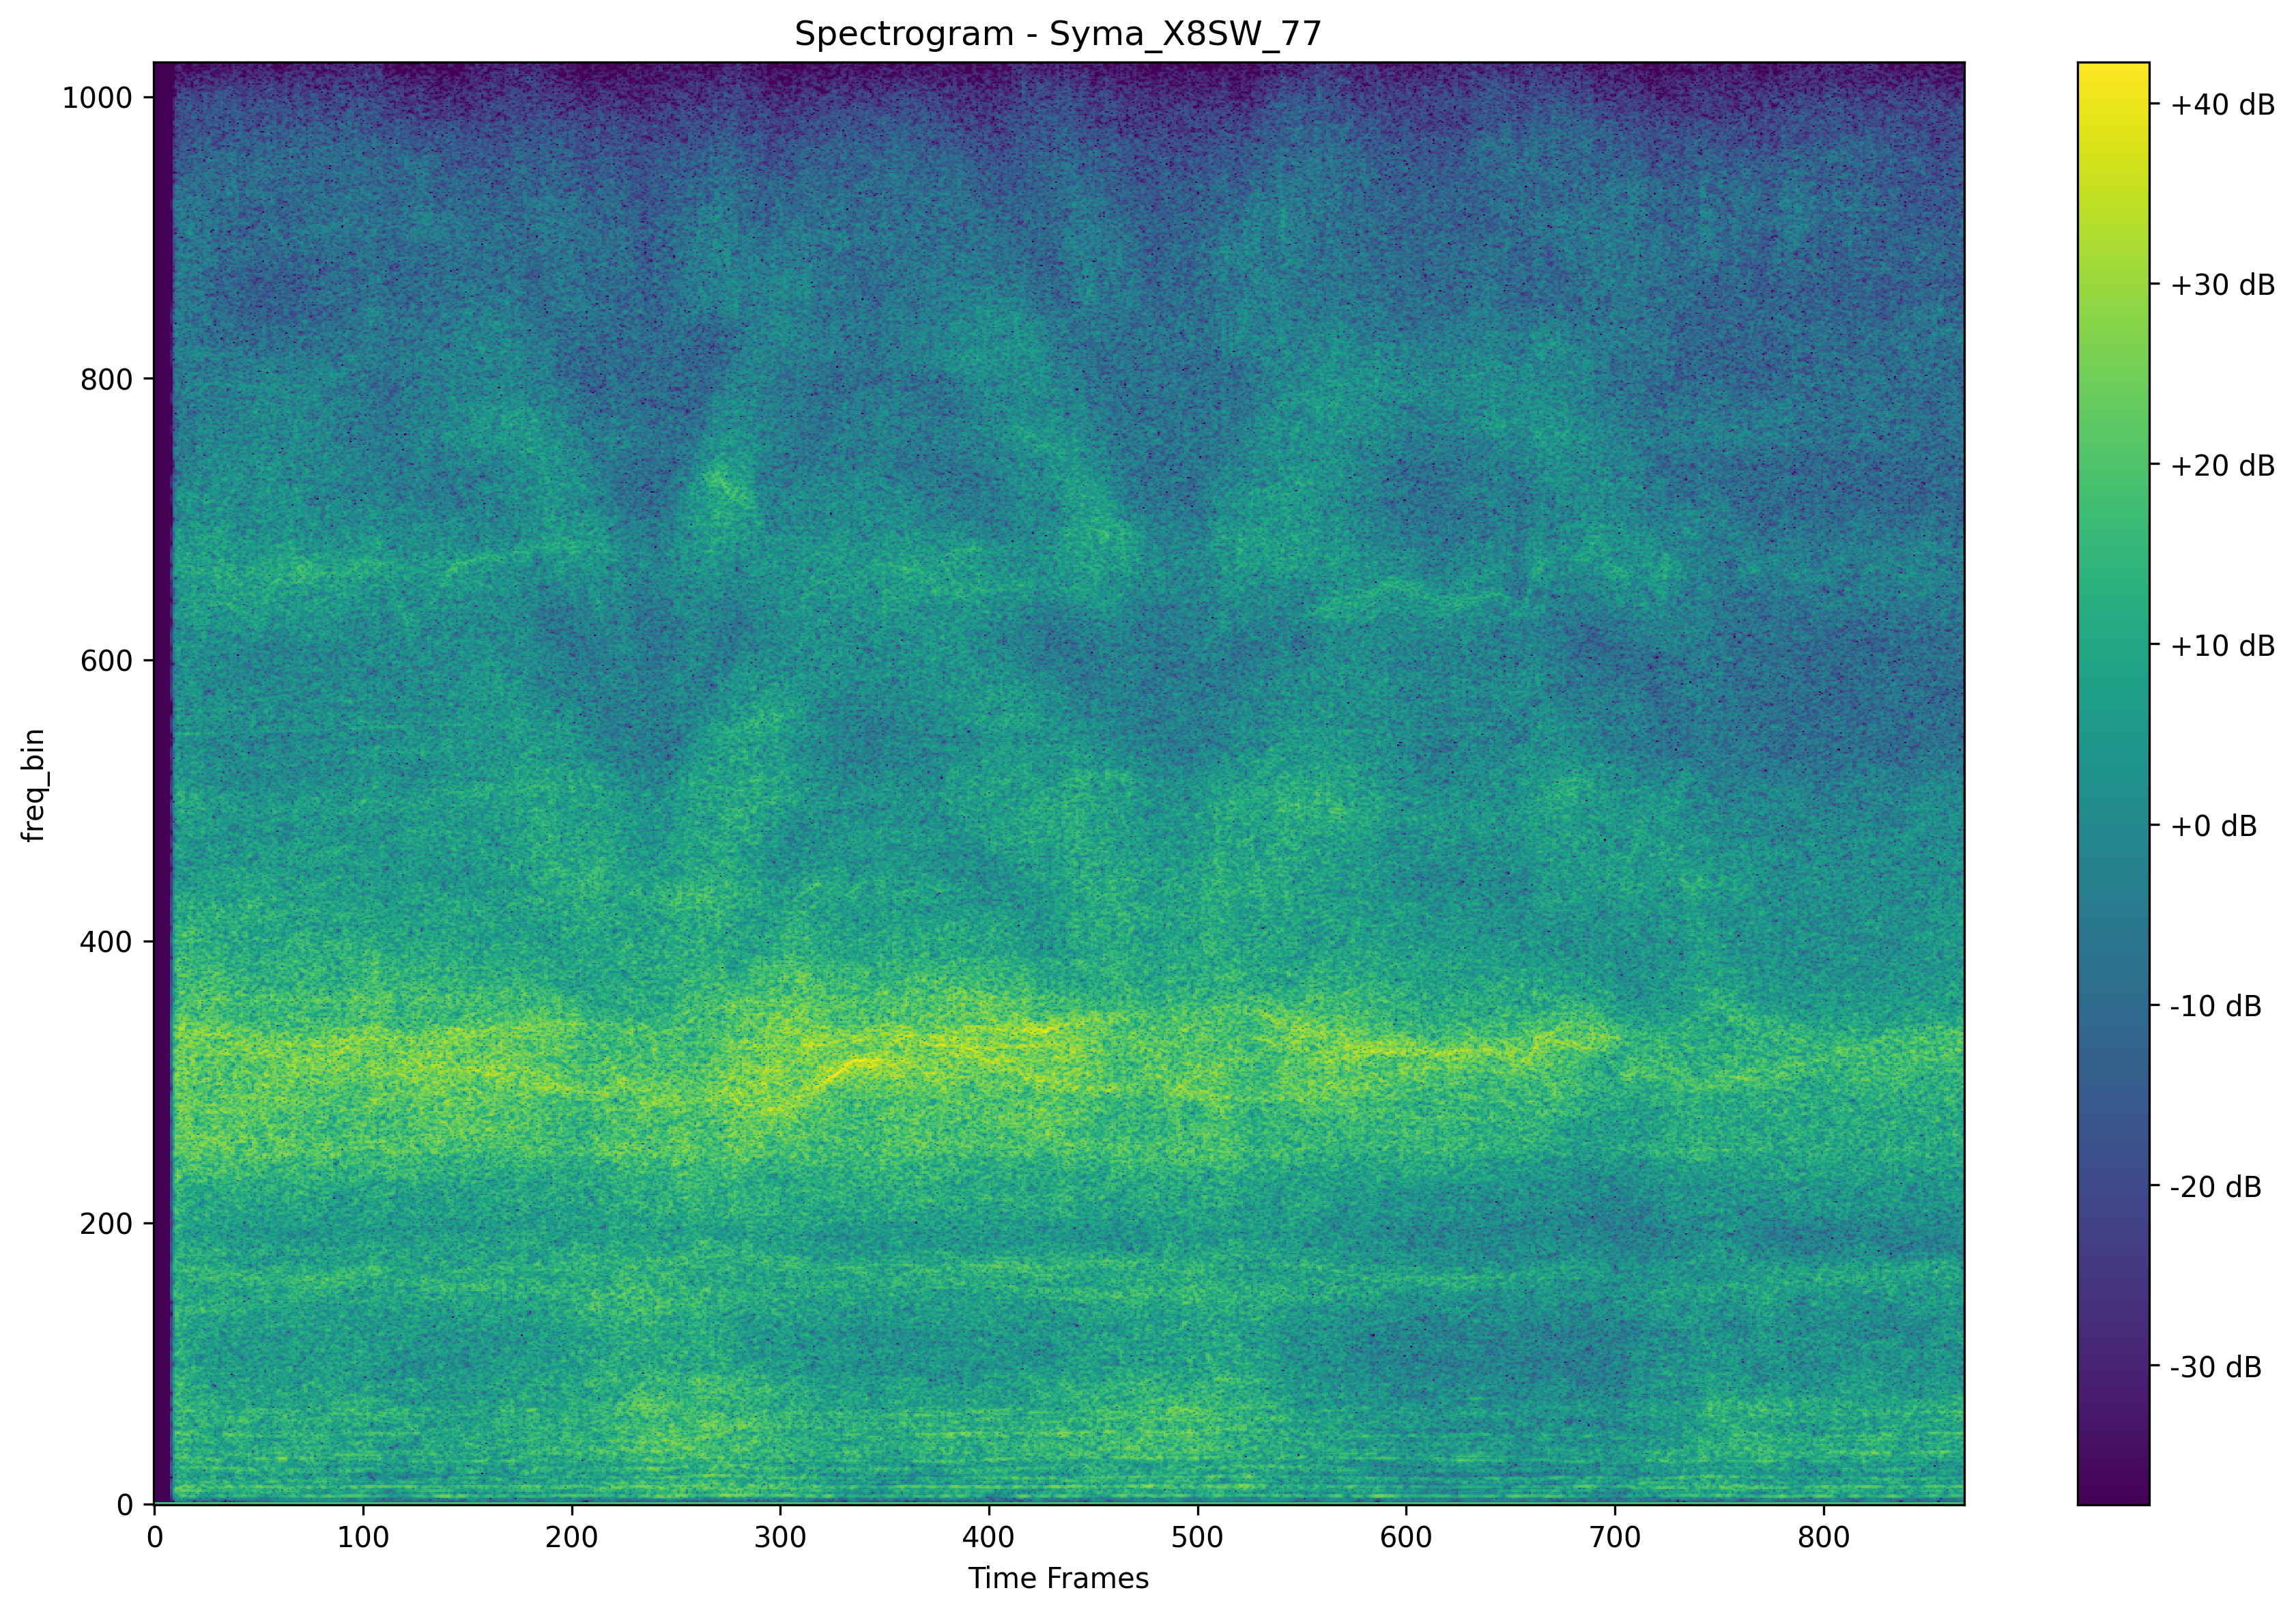 Spectrogram - Syma_X8SW_77
freq_bin
1000
800
600
400
200
0
0 100 200 300 400 500 600 700 800
Time Frames
+40 dB
+30 dB
+20 dB
+10 dB
+0 dB
-10 dB
-20 dB
-30 dB